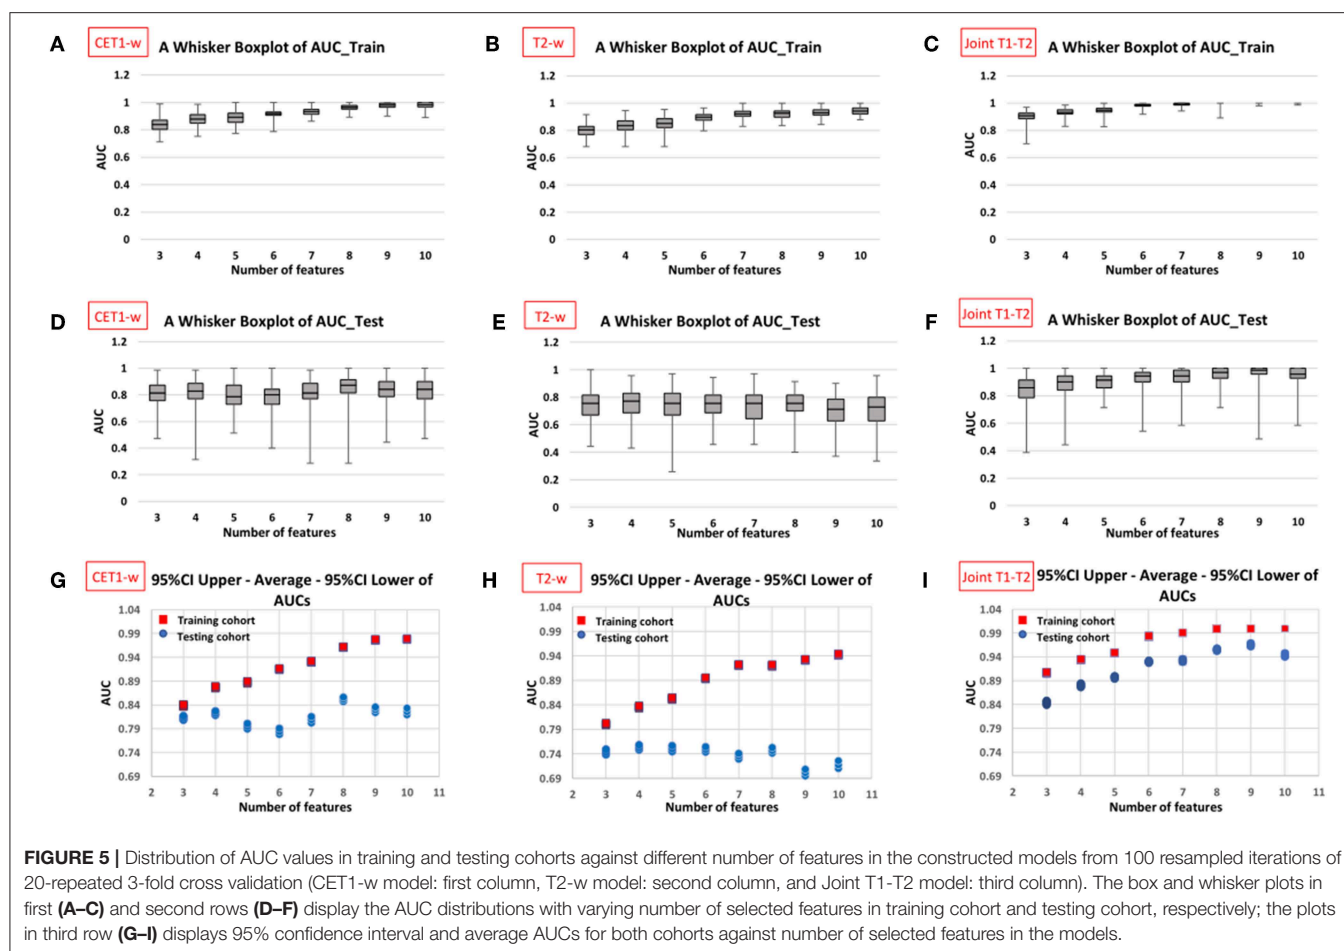 A
CET1-w
A Whisker Boxplot of AUC_Train
1.2
1
0.8
0.6
0.4
0.2
0
AUC
3 4 5 6 7 8 9 10
Number of features
B
T2-w
A Whisker Boxplot of AUC_Train
1.2
1
0.8
0.6
0.4
0.2
0
AUC
3 4 5 6 7 8 9 10
Number of features
C
Joint T1-T2
A Whisker Boxplot of AUC_Train
1.2
1
0.8
0.6
0.4
0.2
0
AUC
3 4 5 6 7 8 9 10
Number of features
D
CET1-w
A Whisker Boxplot of AUC_Test
1.2
1
0.8
0.6
0.4
0.2
0
AUC
3 4 5 6 7 8 9 10
Number of features
E
T2-w
A Whisker Boxplot of AUC_Test
1.2
1
0.8
0.6
0.4
0.2
0
AUC
3 4 5 6 7 8 9 10
Number of features
F
Joint T1-T2
A Whisker Boxplot of AUC_Test
1.2
1
0.8
0.6
0.4
0.2
0
AUC
3 4 5 6 7 8 9 10
Number of features
G
CET1-w
95%CI Upper - Average - 95%CI Lower of
AUCs
1.04
0.99
0.94
0.89
0.84
0.79
0.74
0.69
AUC
Training cohort
Testing cohort
2 3 4 5 6 7 8 9 10 11
Number of features
H
T2-w
95%CI Upper - Average - 95%CI Lower of
AUCs
1.04
0.99
0.94
0.89
0.84
0.79
0.74
0.69
AUC
Training cohort
Testing cohort
2 3 4 5 6 7 8 9 10 11
Number of features
I
Joint T1-T2
95%CI Upper - Average - 95%CI Lower of
AUCs
1.04
0.99
0.94
0.89
0.84
0.79
0.74
0.69
AUC
Training cohort
Testing cohort
2 3 4 5 6 7 8 9 10 11
Number of features
FIGURE 5 | Distribution of AUC values in training and testing cohorts against different number of features in the constructed models from 100 resampled iterations of
20-repeated 3-fold cross validation (CET1-w model: first column, T2-w model: second column, and Joint T1-T2 model: third column). The box and whisker plots in
first (A–C) and second rows (D–F) display the AUC distributions with varying number of selected features in training cohort and testing cohort, respectively; the plots
in third row (G–I) displays 95% confidence interval and average AUCs for both cohorts against number of selected features in the models.